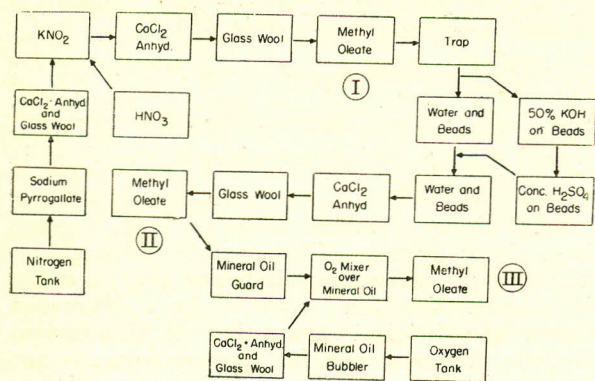 KNO2
CaCl2
Anhyd.
Glass Wool
Methyl
Oleate
Trap
I
CaCl2 · Anhyd.
and
Glass Wool
HNO3
Water and
Beads
50% KOH
on Beads
Sodium
Pyrrogallate
Methyl
Oleate
Glass Wool
CaCl2
Anhyd
Water and
Beads
Conc. H2SO4
on Beads
II
Nitrogen
Tank
Mineral Oil
Guard
O2 Mixer
over
Mineral Oil
Methyl
Oleate
III
CaCl2 · Anhyd.
and
Glass Wool
Mineral Oil
Bubbler
Oxygen
Tank